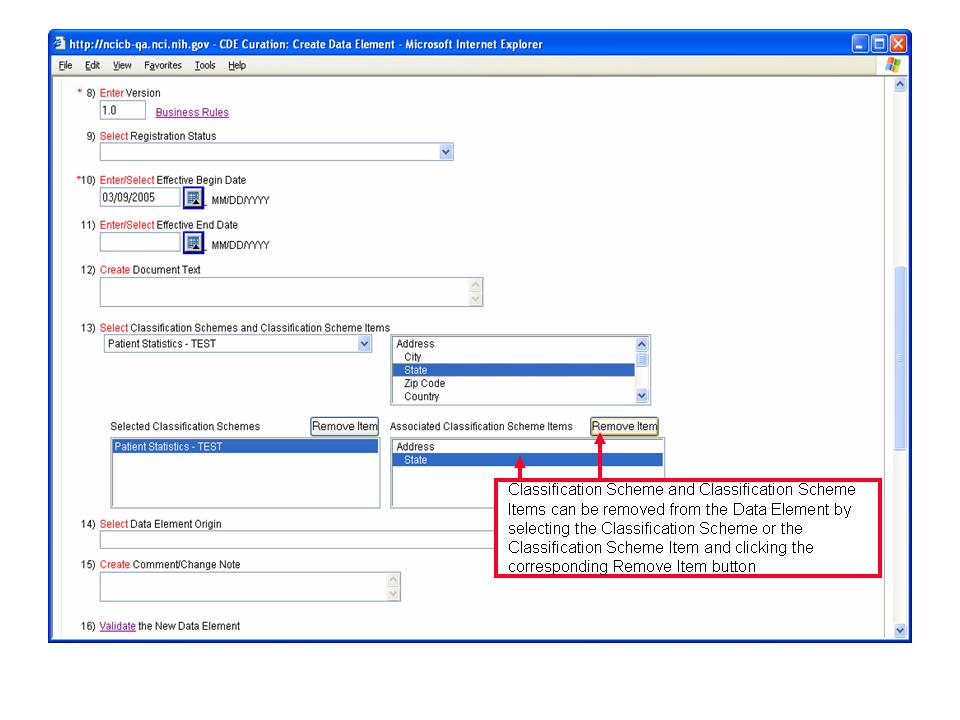 http://ncicb-qa.nci.nih.gov - CDE Curation: Create Data Element - Microsoft Internet Explorer
File Edit View Favorites Tools Help
* 8) Enter Version
1.0 Business Rules
9) Select Registration Status
*10) Enter/Select Effective Begin Date
03/09/2005 MM/DD/YYYY
11) Enter/Select Effective End Date
MM/DD/YYYY
12) Create Document Text
13) Select Classification Schemes and Classification Scheme Items
Patient Statistics - TEST
Address
City
State
Zip Code
Country
Selected Classification Schemes Remove Item Associated Classification Scheme Items Remove Item
Patient Statistics - TEST
Address
State
Classification Scheme and Classification Scheme
Items can be removed from the Data Element by
selecting the Classification Scheme or the
Classification Scheme Item and clicking the
corresponding Remove Item button
14) Select Data Element Origin
15) Create Comment/Change Note
16) Validate the New Data Element